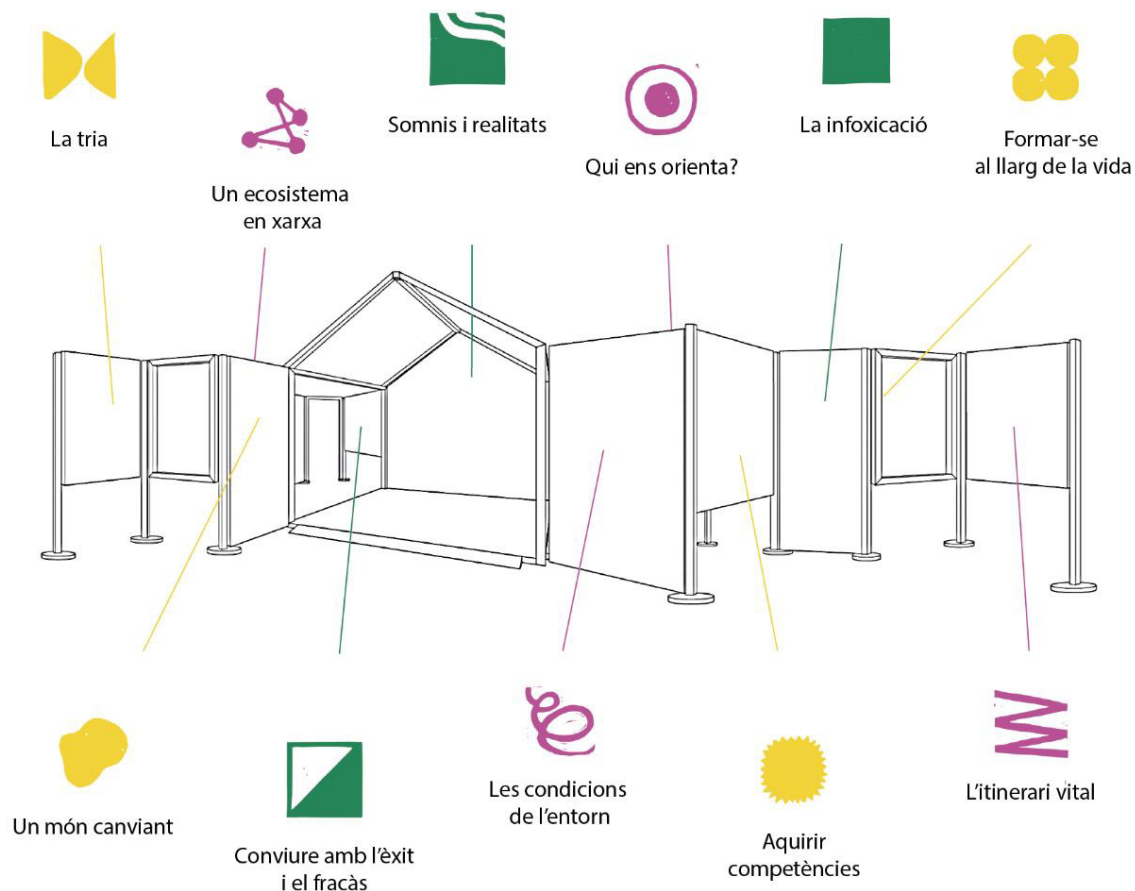 La tria
Un ecosistema
en xarxa
Somnis i realitats
Qui ens orienta?
La infoxicació
Formar-se
al llarg de la vida
Un món canviant
Conviure amb l'èxit
i el fracàs
Les condicions
de l'entorn
Aquirir
competències
L'itinerari vital